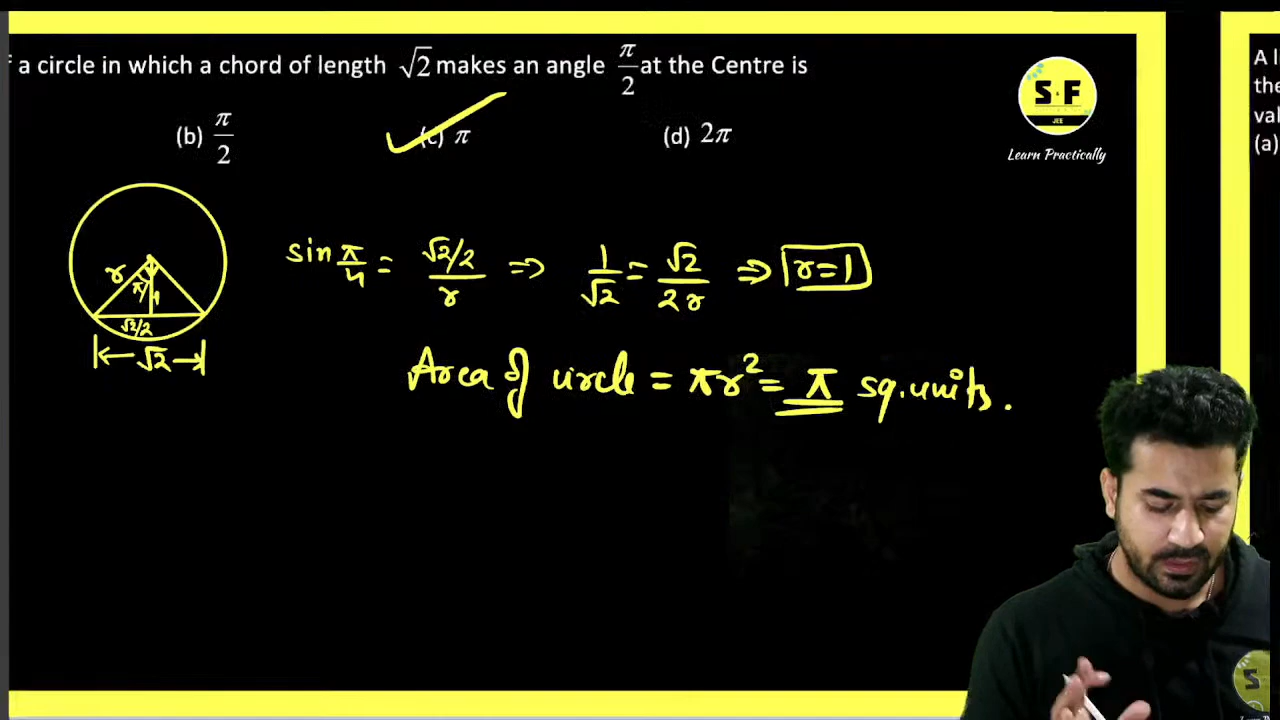 f a circle in which a chord of length √2 makes an angle π/2 at the Centre is
(b) π/2 (c) π (d) 2π
S F
JEE
Learn Practically
A l
the
val
(a)
r
π/4
√2/2
√2
sin π/4 = (√2/2)/r ⇒ 1/√2 = √2/2r ⇒ r=1
Area of circle = πr² = π sq.units.
S